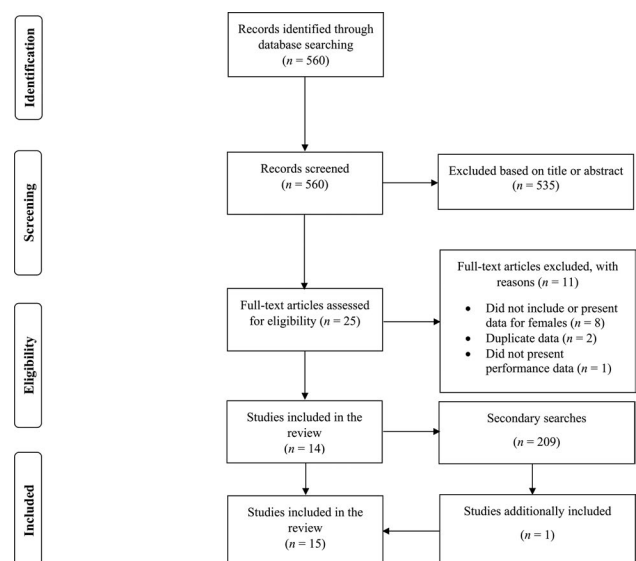 Identification
Records identified through
database searching
(n = 560)
Screening
Records screened
(n = 560)
Excluded based on title or abstract
(n = 535)
Eligibility
Full-text articles assessed
for eligibility (n = 25)
Full-text articles excluded, with
reasons (n = 11)
• Did not include or present
data for females (n = 8)
• Duplicate data (n = 2)
• Did not present
performance data (n = 1)
Studies included in the
review
(n = 14)
Secondary searches
(n = 209)
Included
Studies included in the
review
(n = 15)
Studies additionally included
(n = 1)